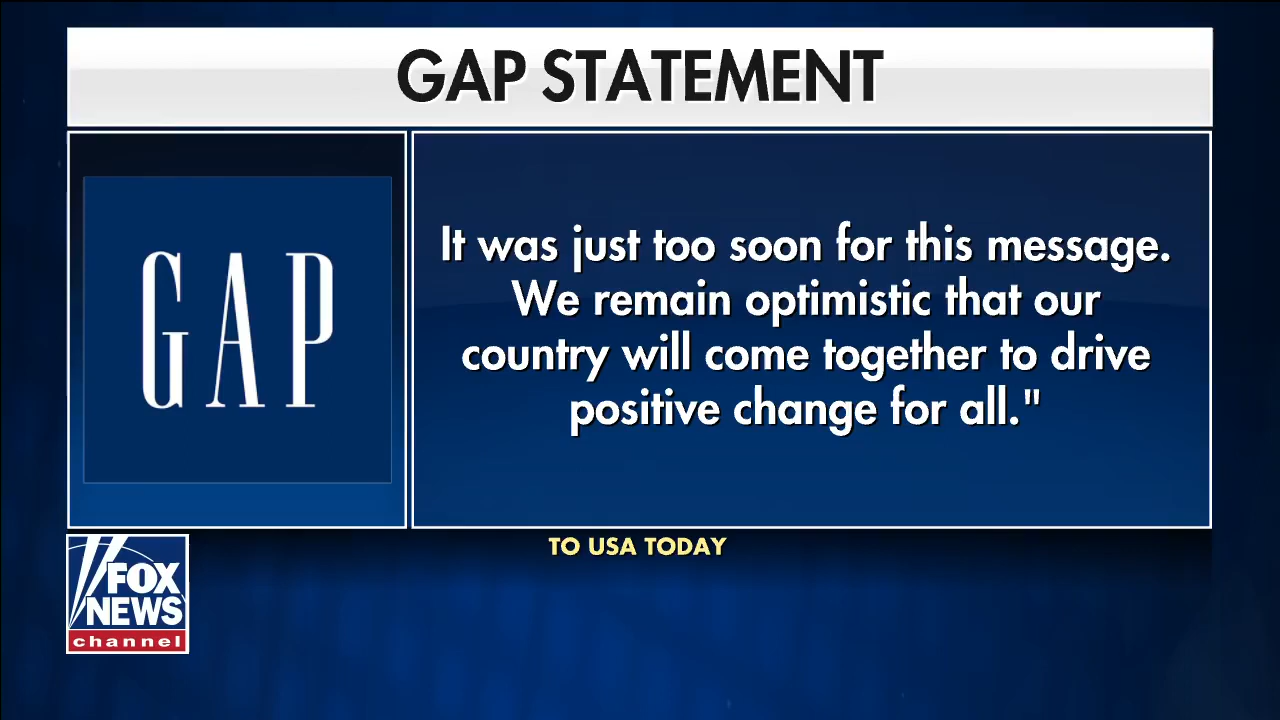 GAP STATEMENT
GAP
It was just too soon for this message.
We remain optimistic that our
country will come together to drive
positive change for all."
TO USA TODAY
FOX
NEWS
channel